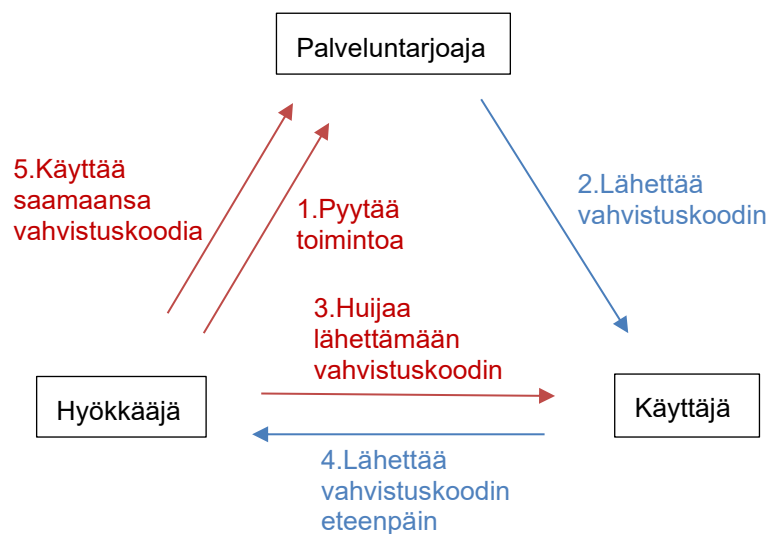 Palveluntarjoaja
5.Käyttää
saamaansa
vahvistuskoodia
1.Pyytää
toimintoa
2.Lähettää
vahvistuskoodin
3.Huijaa
lähettämään
vahvistuskoodin
Hyökkääjä
Käyttäjä
4.Lähettää
vahvistuskoodin
eteenpäin